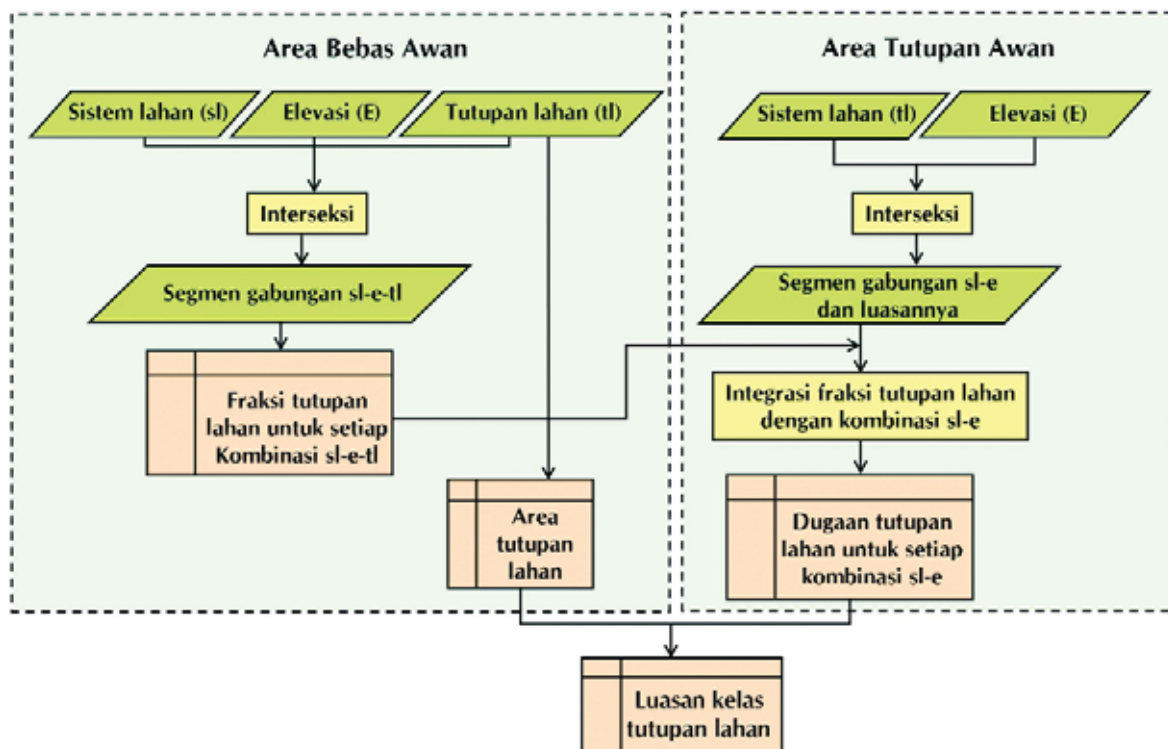 Area Bebas Awan
Sistem lahan (sl)
Elevasi (E)
Tutupan lahan (tl)
Interseksi
Segmen gabungan sl-e-tl
Fraksi tutupan
lahan untuk setiap
Kombinasi sl-e-tl
Area
tutupan
lahan
Area Tutupan Awan
Sistem lahan (tl)
Elevasi (E)
Interseksi
Segmen gabungan sl-e
dan luasannya
Integrasi fraksi tutupan lahan
dengan kombinasi sl-e
Dugaan tutupan
lahan untuk setiap
kombinasi sl-e
Luasan kelas
tutupan lahan